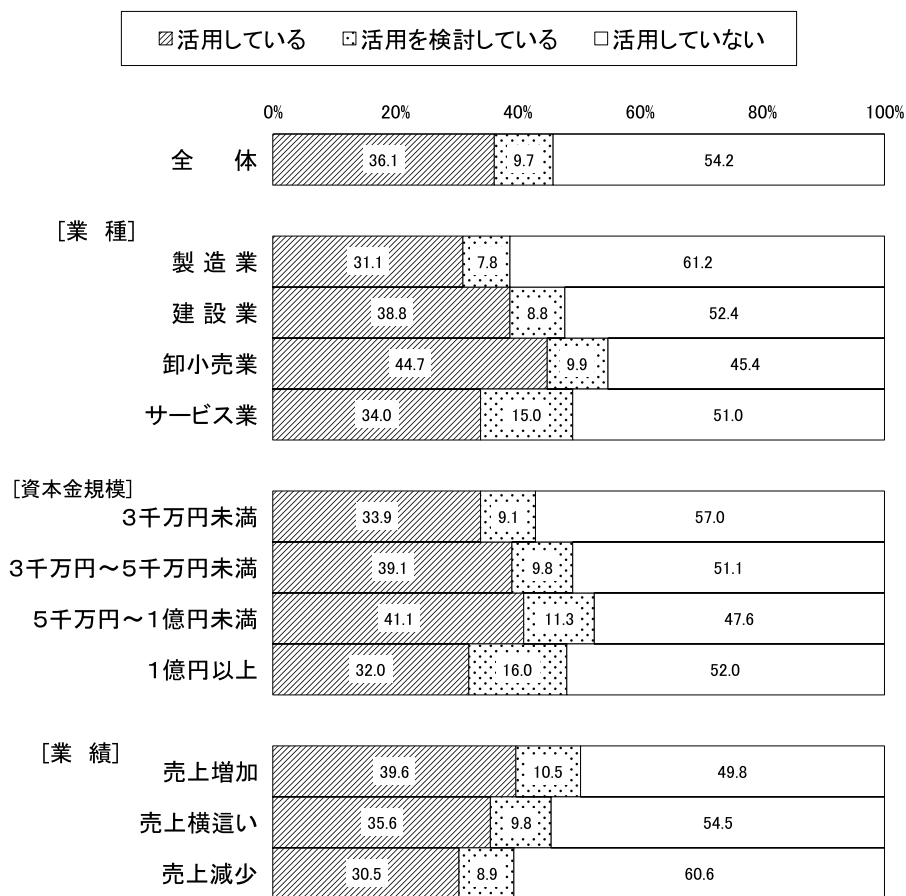 活用している 活用を検討している 活用していない
0% 20% 40% 60% 80% 100%
全 体 36.1 9.7 54.2
[業 種]
製 造 業 31.1 7.8 61.2
建 設 業 38.8 8.8 52.4
卸小売業 44.7 9.9 45.4
サービス業 34.0 15.0 51.0
[資本金規模]
3千万円未満 33.9 9.1 57.0
3千万円～5千万円未満 39.1 9.8 51.1
5千万円～1億円未満 41.1 11.3 47.6
1億円以上 32.0 16.0 52.0
[業 績]
売上増加 39.6 10.5 49.8
売上横這い 35.6 9.8 54.5
売上減少 30.5 8.9 60.6